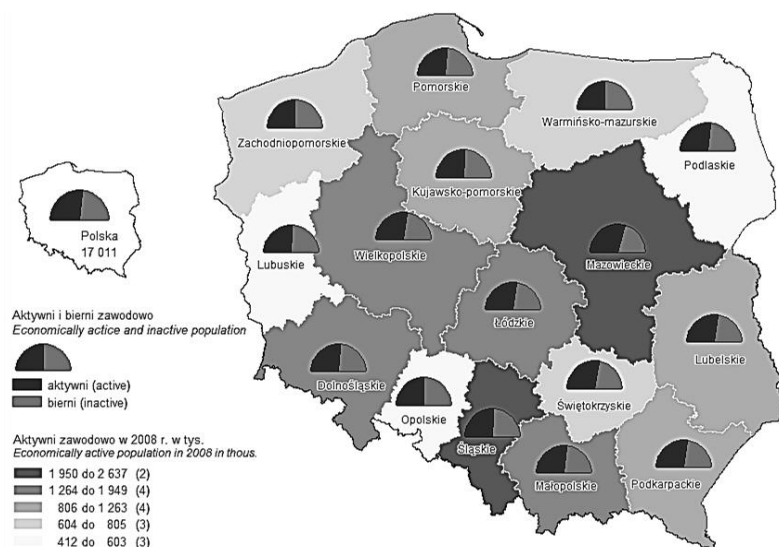 Pomorskie
Zachodniopomorskie
Warmińsko-mazurskie
Podlaskie
Kujawsko-pomorskie
Polska
17 011
Lubuskie
Wielkopolskie
Mazowieckie
Łódzkie
Lubelskie
Dolnośląskie
Opolskie
Świętokrzyskie
Śląskie
Małopolskie
Podkarpackie
Aktywni i bierni zawodowo
Economically actice and inactive population
aktywni (active)
bierni (inactive)
Aktywni zawodowo w 2008 r. w tys.
Economically active population in 2008 in thous.
1 950 do 2 637 (2)
1 264 do 1 949 (4)
806 do 1 263 (4)
604 do 805 (3)
412 do 603 (3)